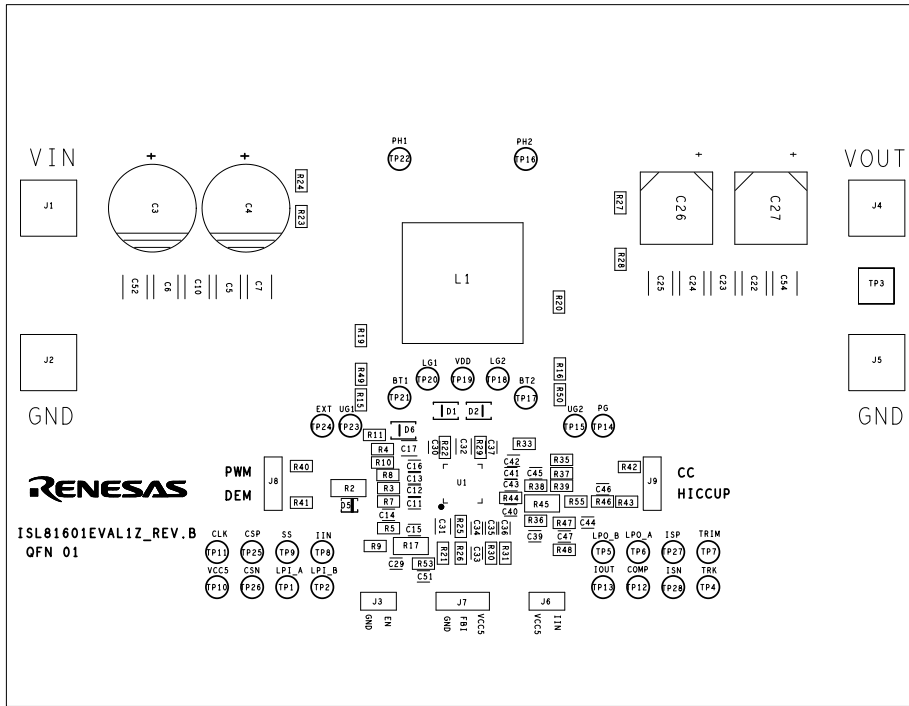 PH1
TP22
PH2
TP16
VIN
VOUT
J1
C3
C4
R24
R23
R27
R28
C26
C27
J4
C52
C6
C10
C5
C7
L1
C25
C24
C23
C22
C54
TP3
R20
R19
J2
J5
GND
GND
R49
R15
R16
R50
LG1
TP20
VDD
TP19
LG2
TP18
BT1
TP21
BT2
TP17
D1
D2
EXT
TP24
UG1
TP23
UG2
TP15
PG
TP14
D6
R11
R4
C17
C30
R22
C32
R29
C37
R33
R10
C16
C42
R35
R8
C13
C41
C45
R37
R3
C12
C43
R38
R39
R7
C11
R44
R45
R55
R46
R43
C46
R42
U1
PWM
DEM
J8
R40
R41
R2
D5
J9
CC
HICCUP
C14
C40
R5
C15
C31
R25
C34
C35
C36
R36
R47
C44
C39
C47
R9
R17
R21
R26
C33
R30
R31
R48
C29
R53
C51
RENESAS
ISL81601EVAL1Z_REV.B
QFN 01
CLK
TP11
CSP
TP25
SS
TP9
IIN
TP8
VCC5
TP10
CSN
TP26
LPI_A
TP1
LPI_B
TP2
LPO_B
TP5
LPO_A
TP6
ISP
TP27
TRIM
TP7
IOUT
TP13
COMP
TP12
ISN
TP28
TRK
TP4
J3
GND
EN
J7
GND
FBI
VCC5
J6
VCC5
IIN